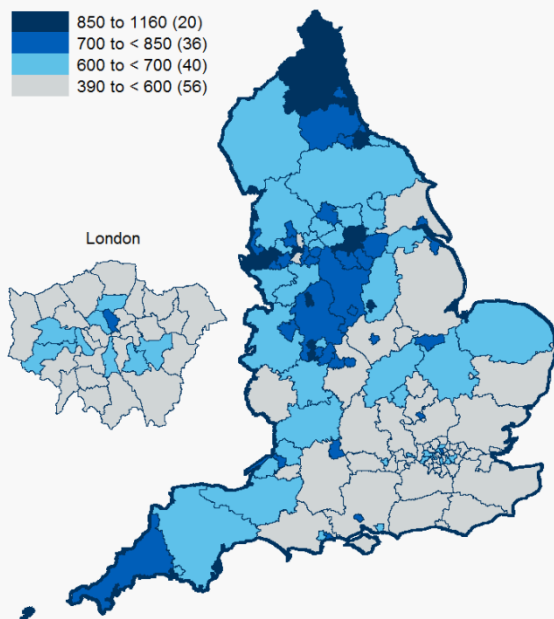 850 to 1160 (20)
700 to < 850 (36)
600 to < 700 (40)
390 to < 600 (56)
London